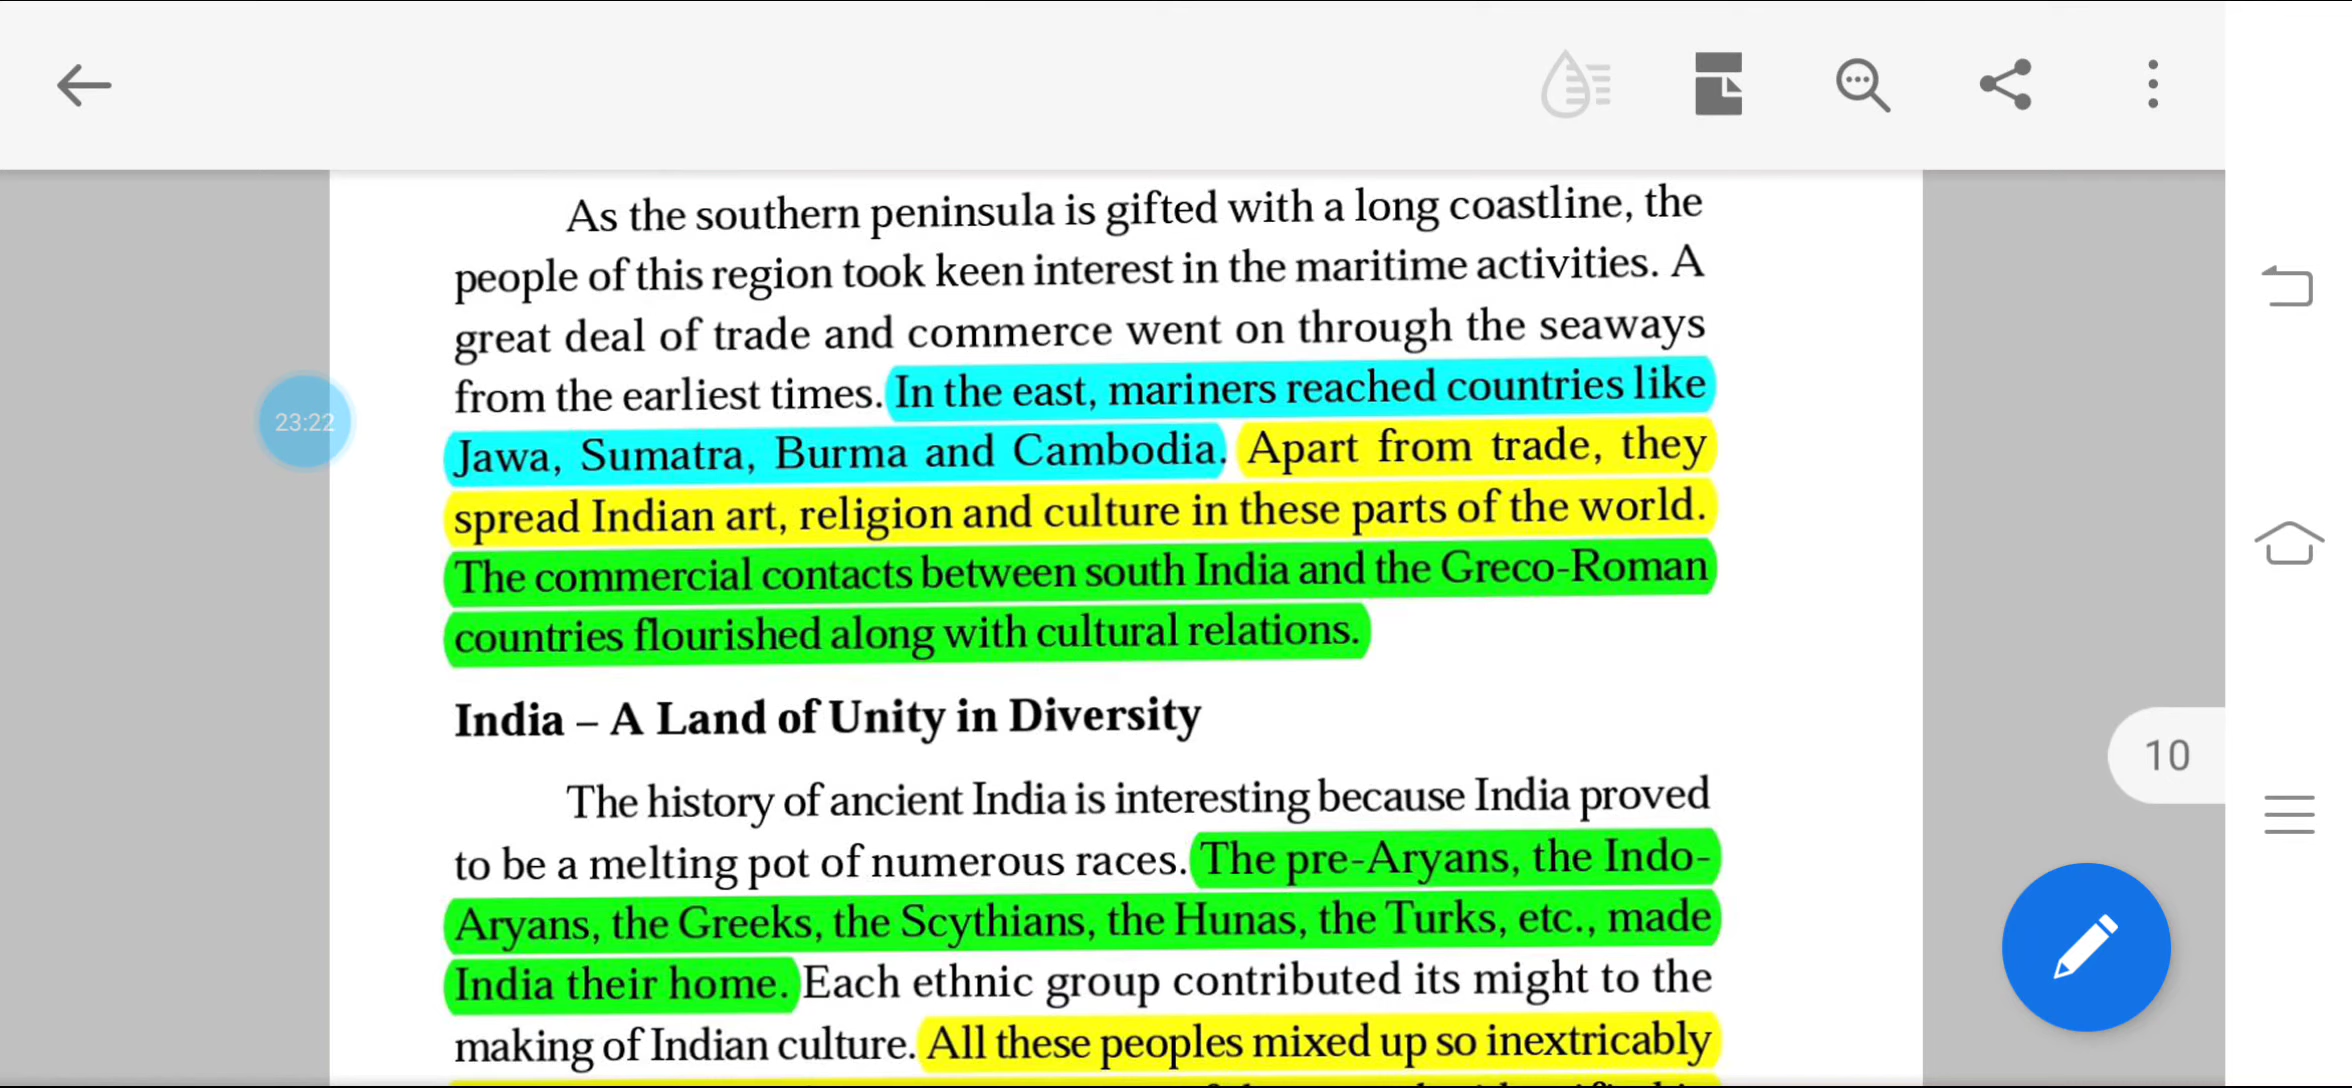 As the southern peninsula is gifted with a long coastline, the
people of this region took keen interest in the maritime activities. A
great deal of trade and commerce went on through the seaways
23:22
from the earliest times. In the east, mariners reached countries like
Jawa, Sumatra, Burma and Cambodia. Apart from trade, they
spread Indian art, religion and culture in these parts of the world.
The commercial contacts between south India and the Greco-Roman
countries flourished along with cultural relations.
India – A Land of Unity in Diversity
10
The history of ancient India is interesting because India proved
to be a melting pot of numerous races. The pre-Aryans, the Indo-
Aryans, the Greeks, the Scythians, the Hunas, the Turks, etc., made
India their home. Each ethnic group contributed its might to the
making of Indian culture. All these peoples mixed up so inextricably